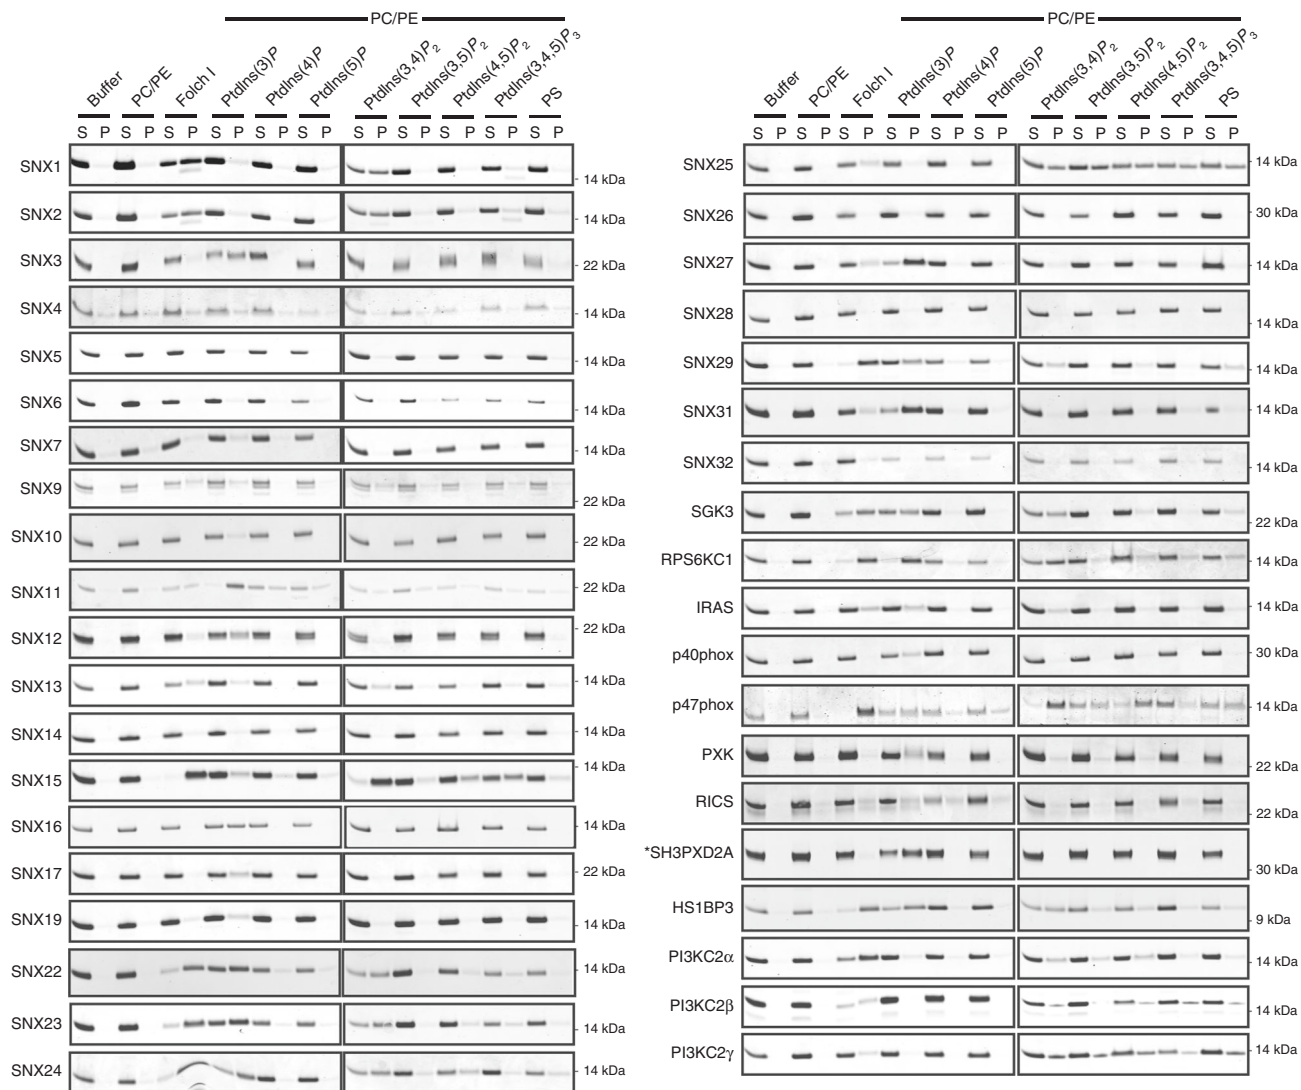 PC/PE
Buffer
PC/PE
Folch I
PtdIns(3)P
PtdIns(4)P
PtdIns(5)P
PtdIns(3,4)P2
PtdIns(3,5)P2
PtdIns(4,5)P2
PtdIns(3,4,5)P3
PS
S P S P S P S P S P S P S P S P S P S P S P
SNX1 - 14 kDa
SNX2 - 14 kDa
SNX3 - 22 kDa
SNX4 - 14 kDa
SNX5 - 14 kDa
SNX6 - 14 kDa
SNX7 - 14 kDa
SNX9 - 22 kDa
SNX10 - 22 kDa
SNX11 - 22 kDa
SNX12 - 22 kDa
SNX13 - 14 kDa
SNX14 - 14 kDa
SNX15 - 14 kDa
SNX16 - 14 kDa
SNX17 - 22 kDa
SNX19 - 14 kDa
SNX22 - 14 kDa
SNX23 - 14 kDa
SNX24 - 14 kDa
PC/PE
Buffer
PC/PE
Folch I
PtdIns(3)P
PtdIns(4)P
PtdIns(5)P
PtdIns(3,4)P2
PtdIns(3,5)P2
PtdIns(4,5)P2
PtdIns(3,4,5)P3
PS
S P S P S P S P S P S P S P S P S P S P S P
SNX25 - 14 kDa
SNX26 - 30 kDa
SNX27 - 14 kDa
SNX28 - 14 kDa
SNX29 - 14 kDa
SNX31 - 14 kDa
SNX32 - 14 kDa
SGK3 - 22 kDa
RPS6KC1 - 14 kDa
IRAS - 14 kDa
p40phox - 30 kDa
p47phox - 14 kDa
PXK - 22 kDa
RICS - 22 kDa
*SH3PXD2A - 30 kDa
HS1BP3 - 9 kDa
PI3KC2α - 14 kDa
PI3KC2β - 14 kDa
PI3KC2γ - 14 kDa